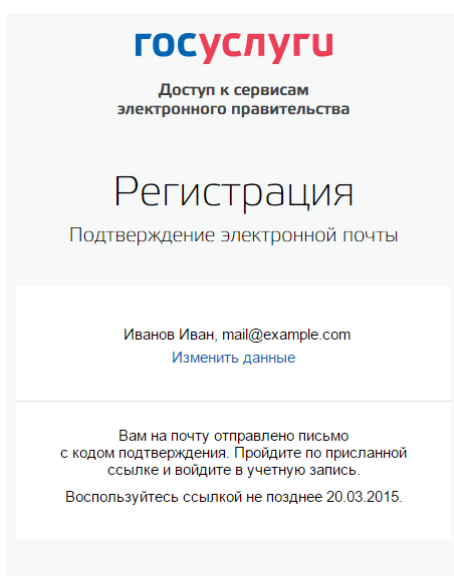 госуслуги
Доступ к сервисам
электронного правительства
Регистрация
Подтверждение электронной почты
Иванов Иван, mail@example.com
Изменить данные
Вам на почту отправлено письмо
с кодом подтверждения. Пройдите по присланной
ссылке и войдите в учетную запись.
Воспользуйтесь ссылкой не позднее 20.03.2015.